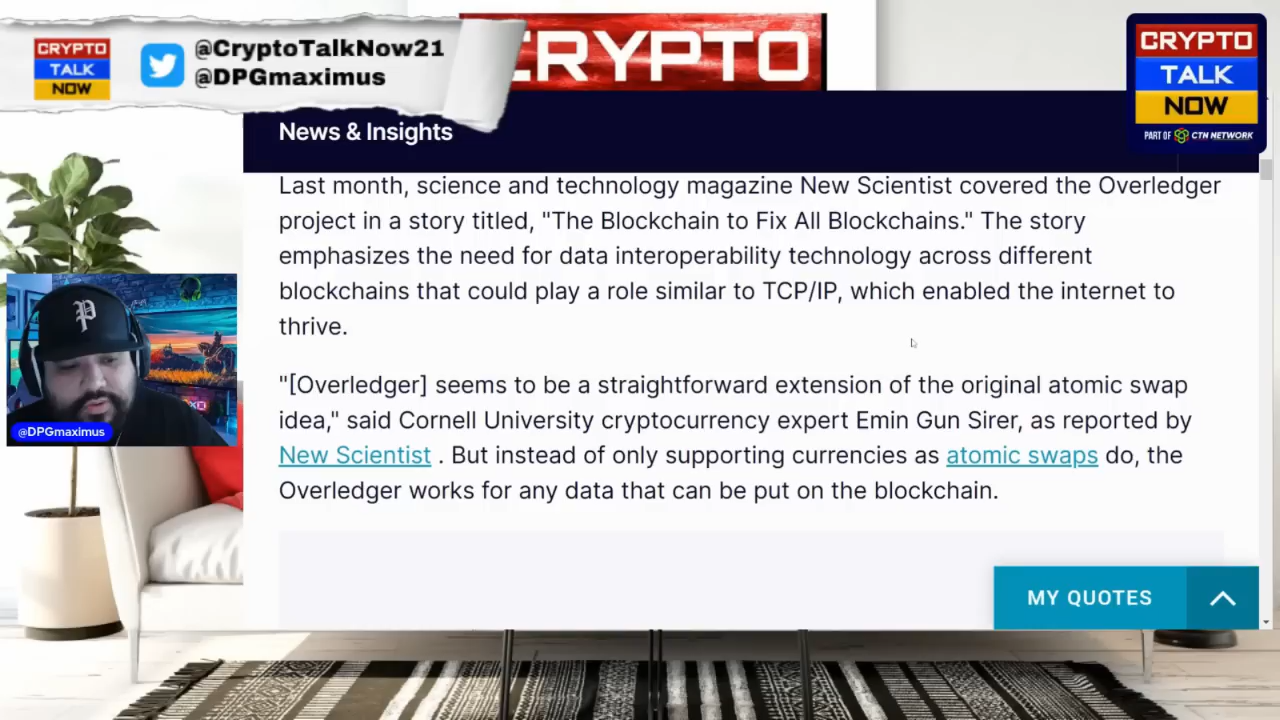 CRYPTO
TALK
NOW
@CryptoTalkNow21
@DPGmaximus
CRYPTO
CRYPTO
TALK
NOW
PART OF CTN NETWORK
News & Insights
Last month, science and technology magazine New Scientist covered the Overledger
project in a story titled, "The Blockchain to Fix All Blockchains." The story
emphasizes the need for data interoperability technology across different
blockchains that could play a role similar to TCP/IP, which enabled the internet to
thrive.
"[Overledger] seems to be a straightforward extension of the original atomic swap
idea," said Cornell University cryptocurrency expert Emin Gun Sirer, as reported by
New Scientist . But instead of only supporting currencies as atomic swaps do, the
Overledger works for any data that can be put on the blockchain.
P
@DPGmaximus
MY QUOTES